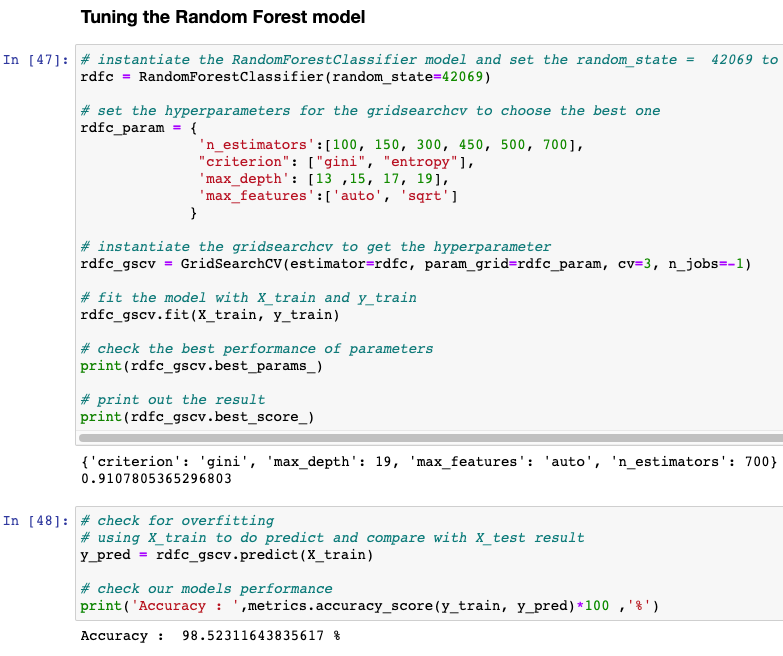 Tuning the Random Forest model
In [47]:
# instantiate the RandomForestClassifier model and set the random_state =  42069 to
rdfc = RandomForestClassifier(random_state=42069)
# set the hyperparameters for the gridsearchcv to choose the best one
rdfc_param = {
'n_estimators':[100, 150, 300, 450, 500, 700],
"criterion": ["gini", "entropy"],
'max_depth': [13 ,15, 17, 19],
'max_features':['auto', 'sqrt']
}
# instantiate the gridsearchcv to get the hyperparameter
rdfc_gscv = GridSearchCV(estimator=rdfc, param_grid=rdfc_param, cv=3, n_jobs=-1)
# fit the model with X_train and y_train
rdfc_gscv.fit(X_train, y_train)
# check the best performance of parameters
print(rdfc_gscv.best_params_)
# print out the result
print(rdfc_gscv.best_score_)
{'criterion': 'gini', 'max_depth': 19, 'max_features': 'auto', 'n_estimators': 700}
0.9107805365296803
In [48]:
# check for overfitting
# using X_train to do predict and compare with X_test result
y_pred = rdfc_gscv.predict(X_train)
# check our models performance
print('Accuracy : ',metrics.accuracy_score(y_train, y_pred)*100 ,'%')
Accuracy :  98.52311643835617 %